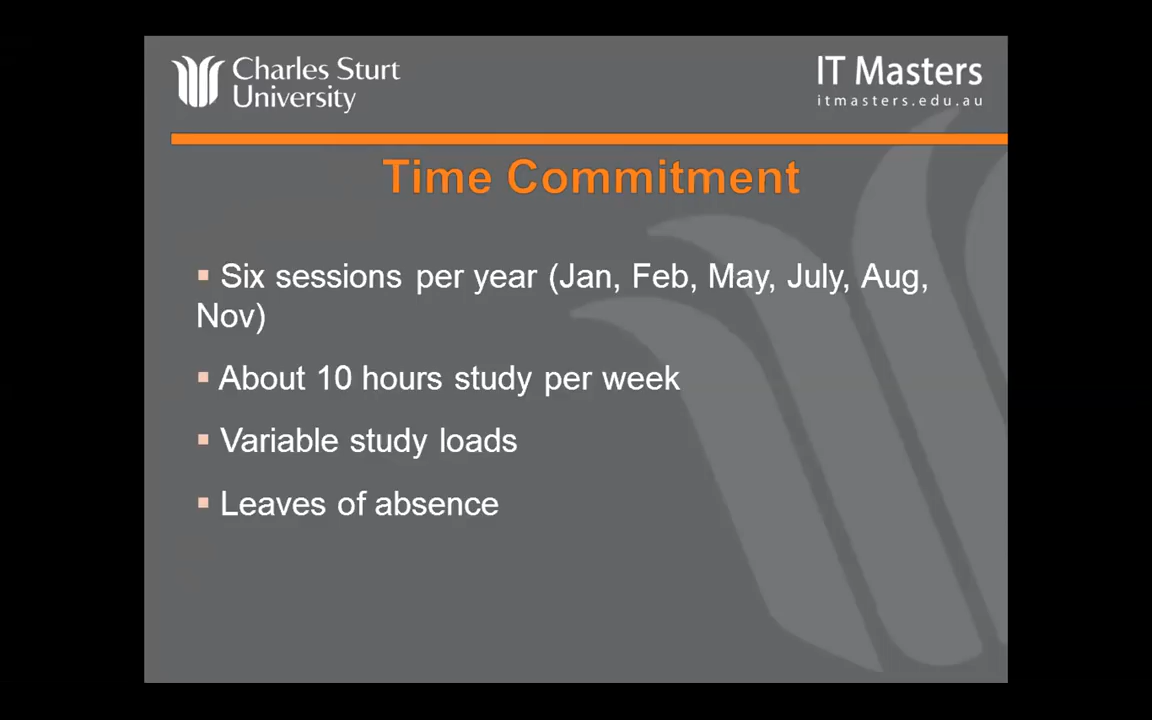 Charles Sturt
University
IT Masters
itmasters.edu.au
Time Commitment
▪ Six sessions per year (Jan, Feb, May, July, Aug,
Nov)
▪ About 10 hours study per week
▪ Variable study loads
▪ Leaves of absence